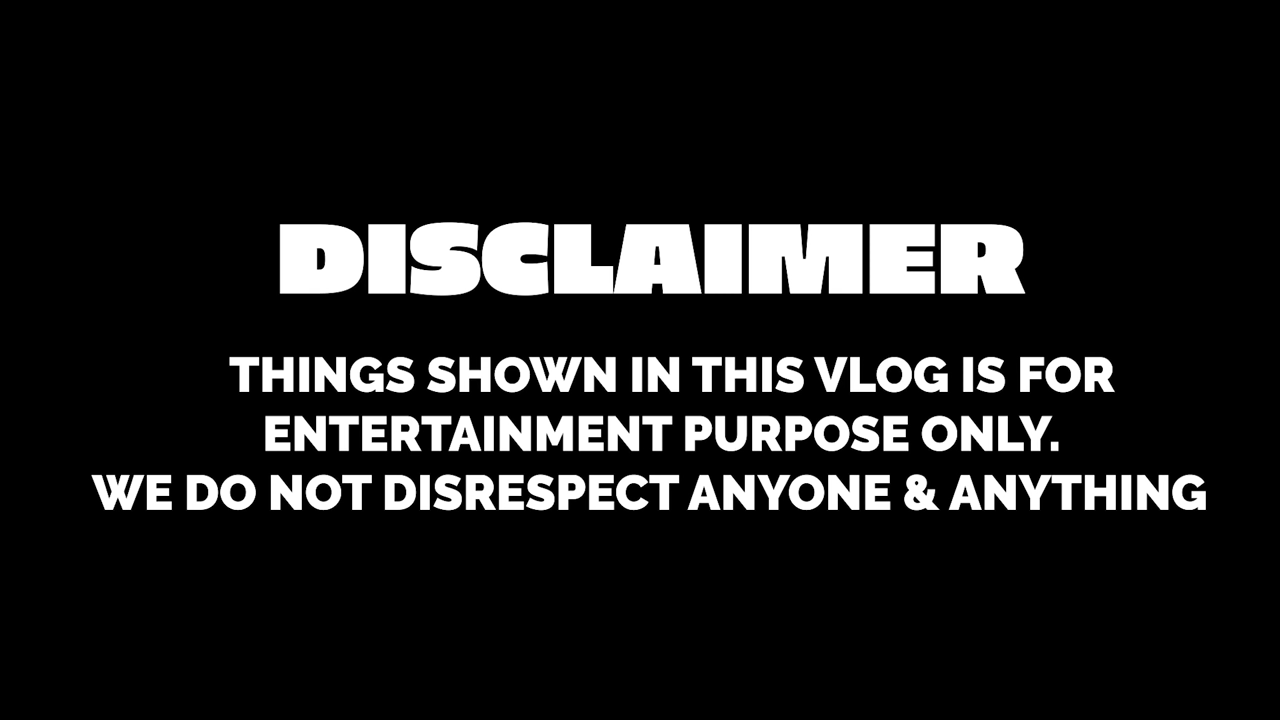 DISCLAIMER
THINGS SHOWN IN THIS VLOG IS FOR
ENTERTAINMENT PURPOSE ONLY.
WE DO NOT DISRESPECT ANYONE & ANYTHING